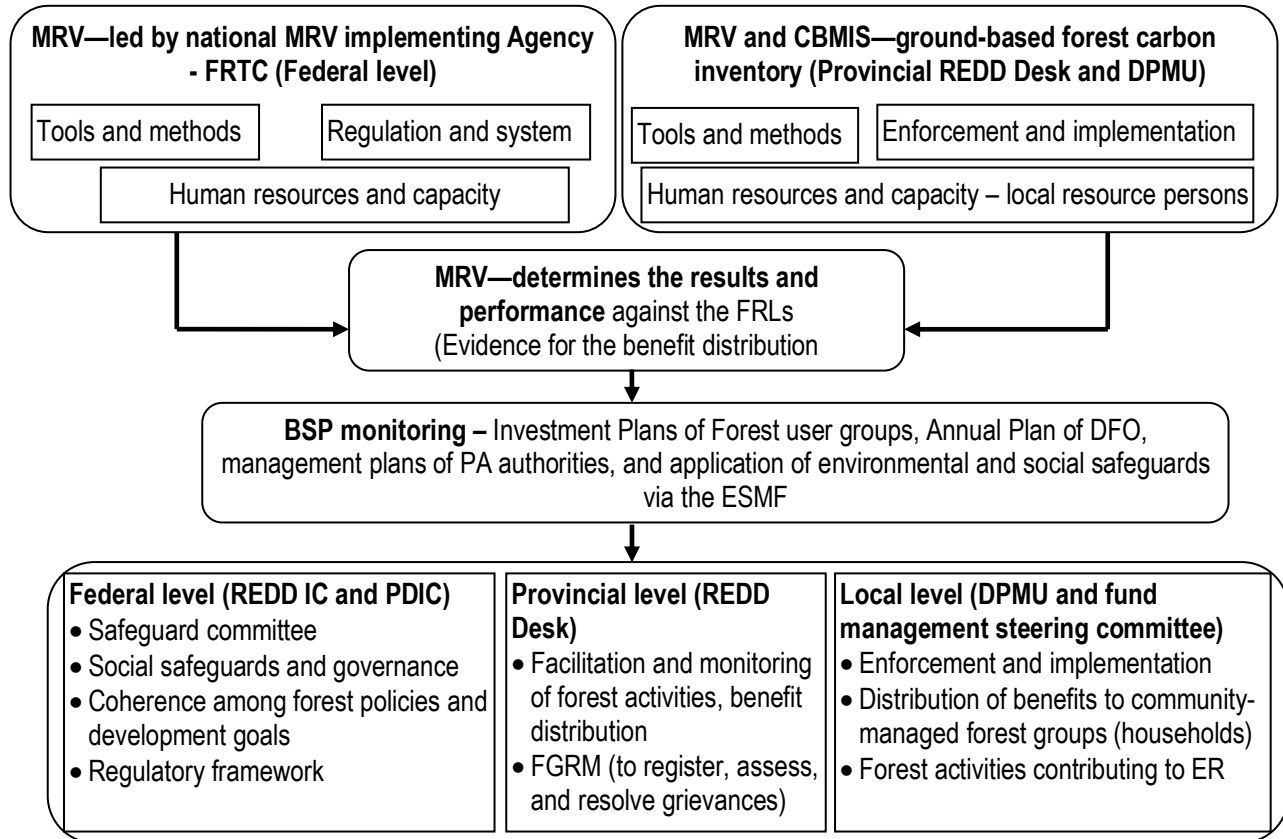 MRV—led by national MRV implementing Agency
- FRTC (Federal level)
Tools and methods
Regulation and system
Human resources and capacity
MRV and CBMIS—ground-based forest carbon
inventory (Provincial REDD Desk and DPMU)
Tools and methods
Enforcement and implementation
Human resources and capacity – local resource persons
MRV—determines the results and
performance against the FRLs
(Evidence for the benefit distribution
BSP monitoring – Investment Plans of Forest user groups, Annual Plan of DFO,
management plans of PA authorities, and application of environmental and social safeguards
via the ESMF
Federal level (REDD IC and PDIC)
• Safeguard committee
• Social safeguards and governance
• Coherence among forest policies and
development goals
• Regulatory framework
Provincial level (REDD
Desk)
• Facilitation and monitoring
of forest activities, benefit
distribution
• FGRM (to register, assess,
and resolve grievances)
Local level (DPMU and fund
management steering committee)
• Enforcement and implementation
• Distribution of benefits to community-
managed forest groups (households)
• Forest activities contributing to ER